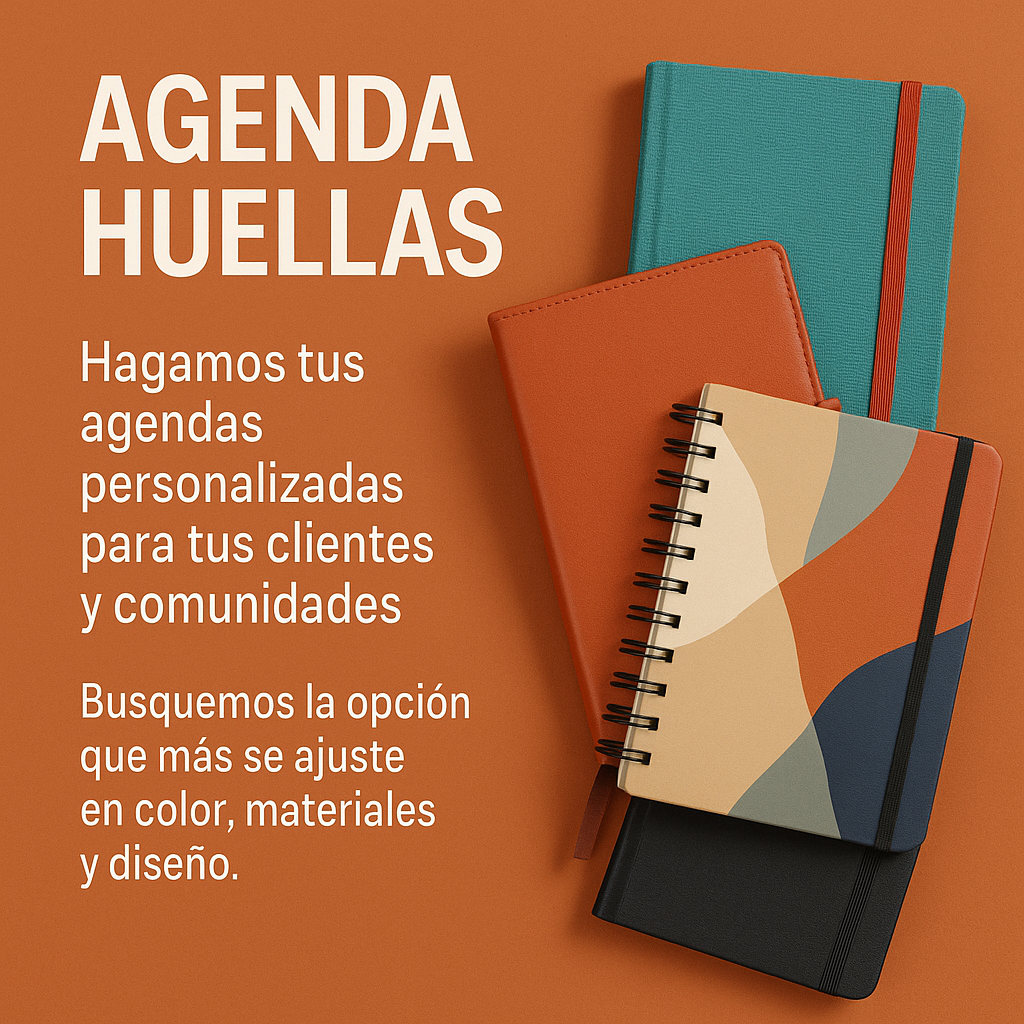 AGENDA
HUELLAS
Hagamos tus
agendas
personalizadas
para tus clientes
y comunidades
Busquemos la opción
que más se ajuste
en color, materiales
y diseño.